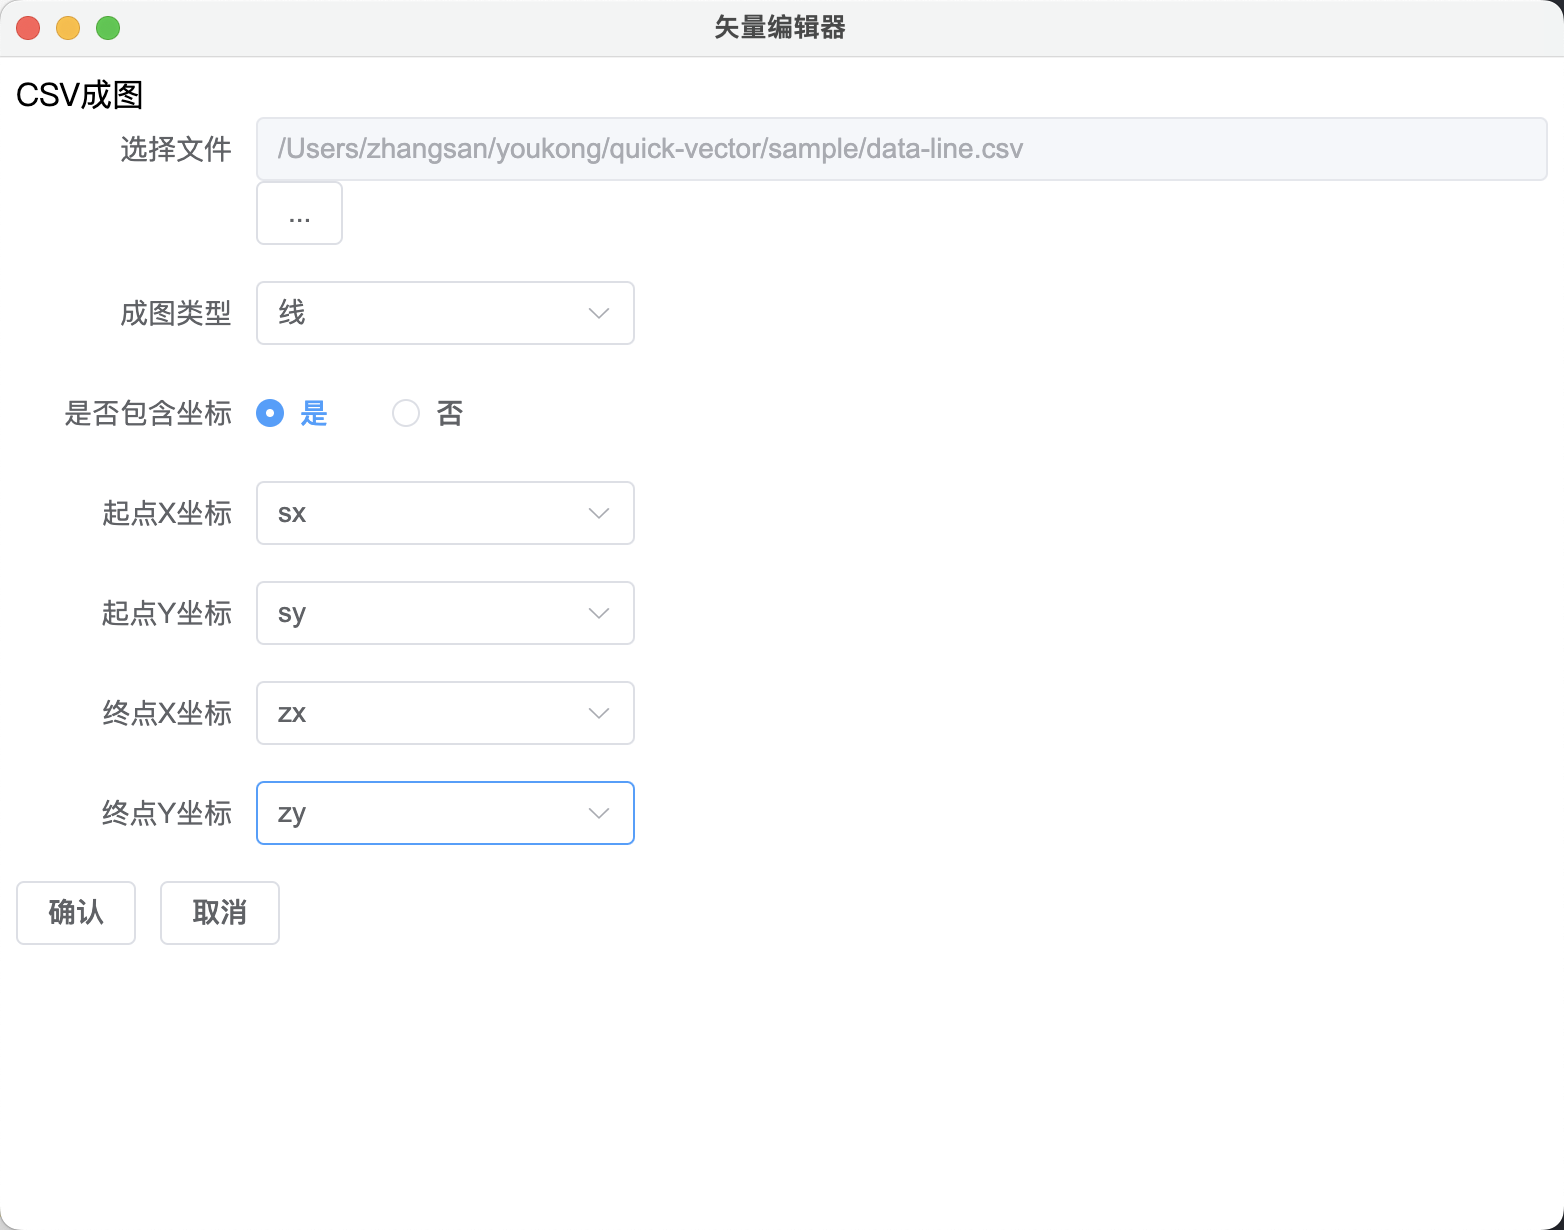 矢量编辑器
CSV成图
选择文件 /Users/zhangsan/youkong/quick-vector/sample/data-line.csv
...
成图类型 线
是否包含坐标 是 否
起点X坐标 sx
起点Y坐标 sy
终点X坐标 zx
终点Y坐标 zy
确认 取消